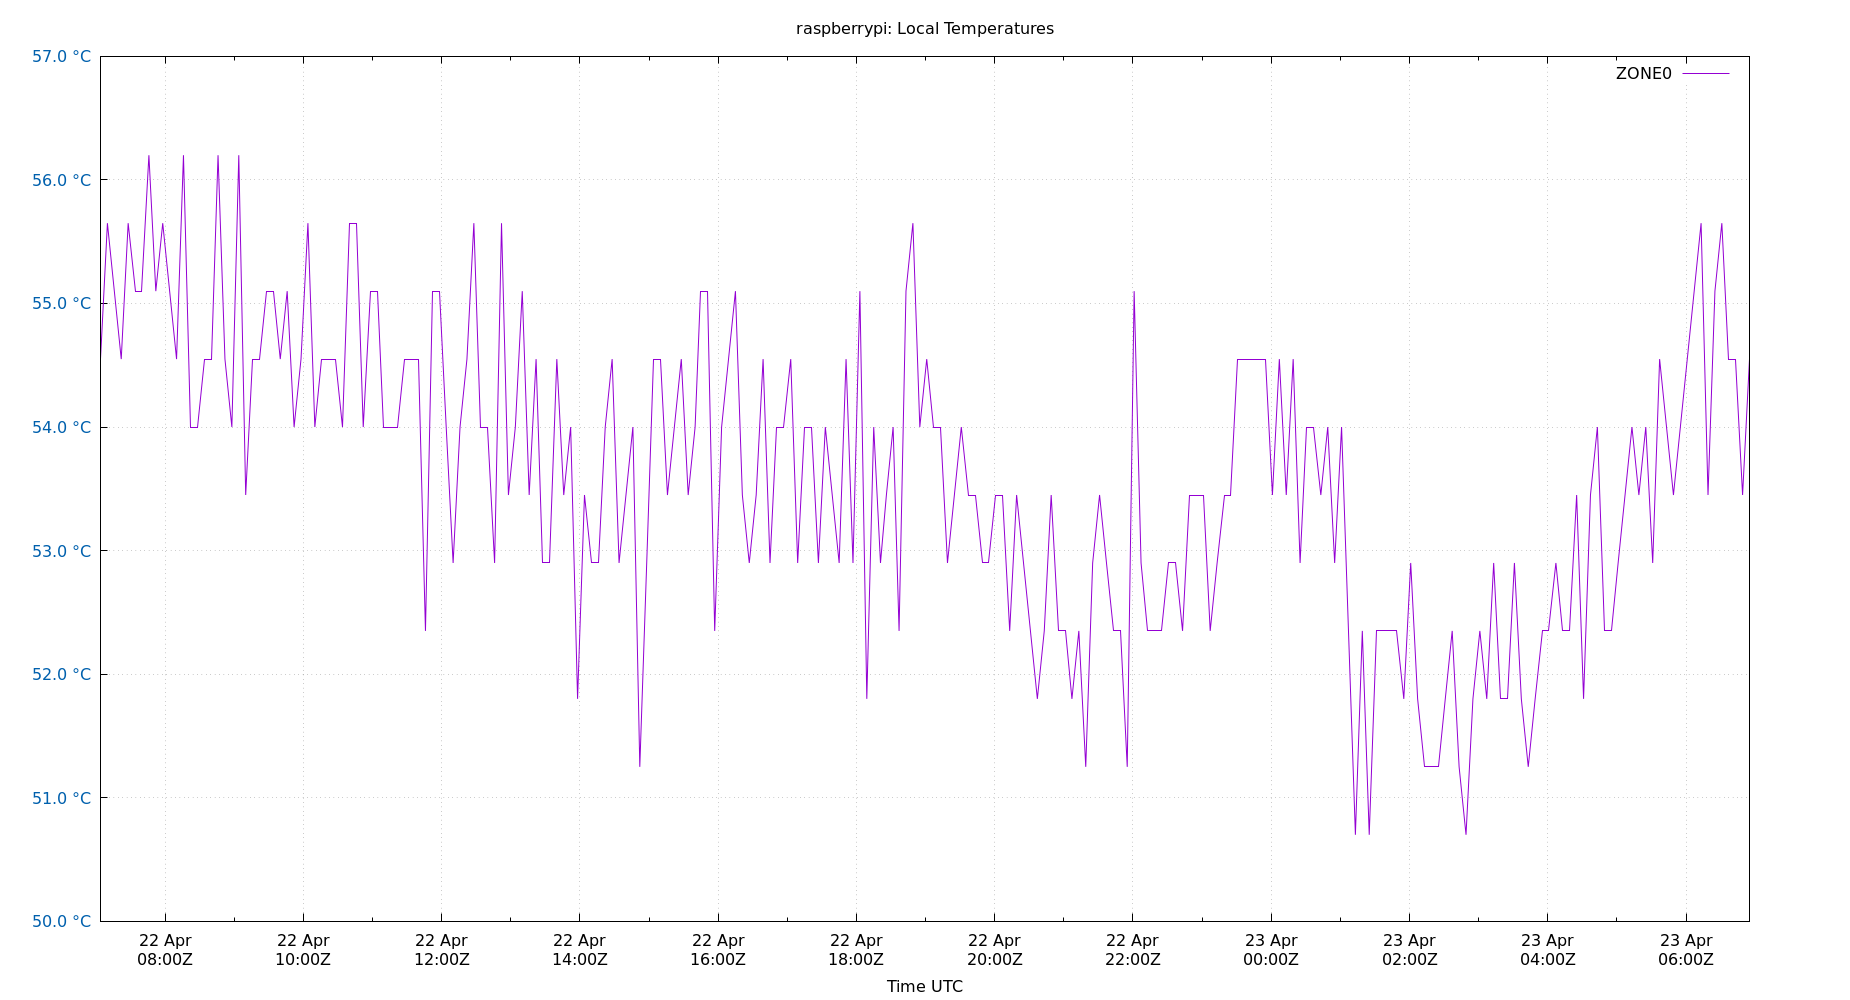 raspberrypi: Local Temperatures
ZONE0
57.0 °C
56.0 °C
55.0 °C
54.0 °C
53.0 °C
52.0 °C
51.0 °C
50.0 °C
22 Apr 22 Apr 22 Apr 22 Apr 22 Apr 22 Apr 22 Apr 22 Apr 23 Apr 23 Apr 23 Apr 23 Apr
08:00Z 10:00Z 12:00Z 14:00Z 16:00Z 18:00Z 20:00Z 22:00Z 00:00Z 02:00Z 04:00Z 06:00Z
Time UTC